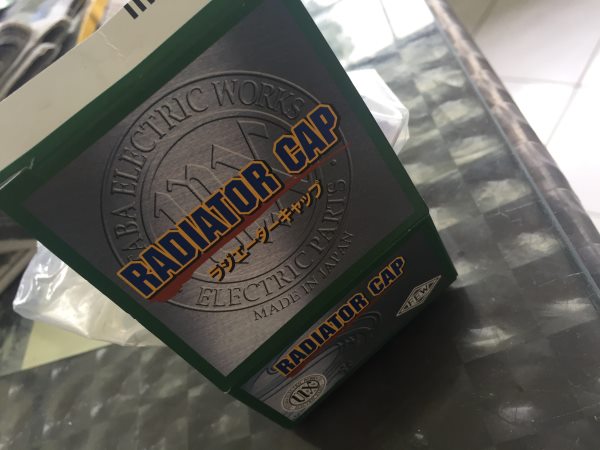 ABA ELECTRIC WORKS
RADIATOR CAP
ラジエーターキャップ
ELECTRIC PARTS
MADE IN JAPAN
RADIATOR CAP